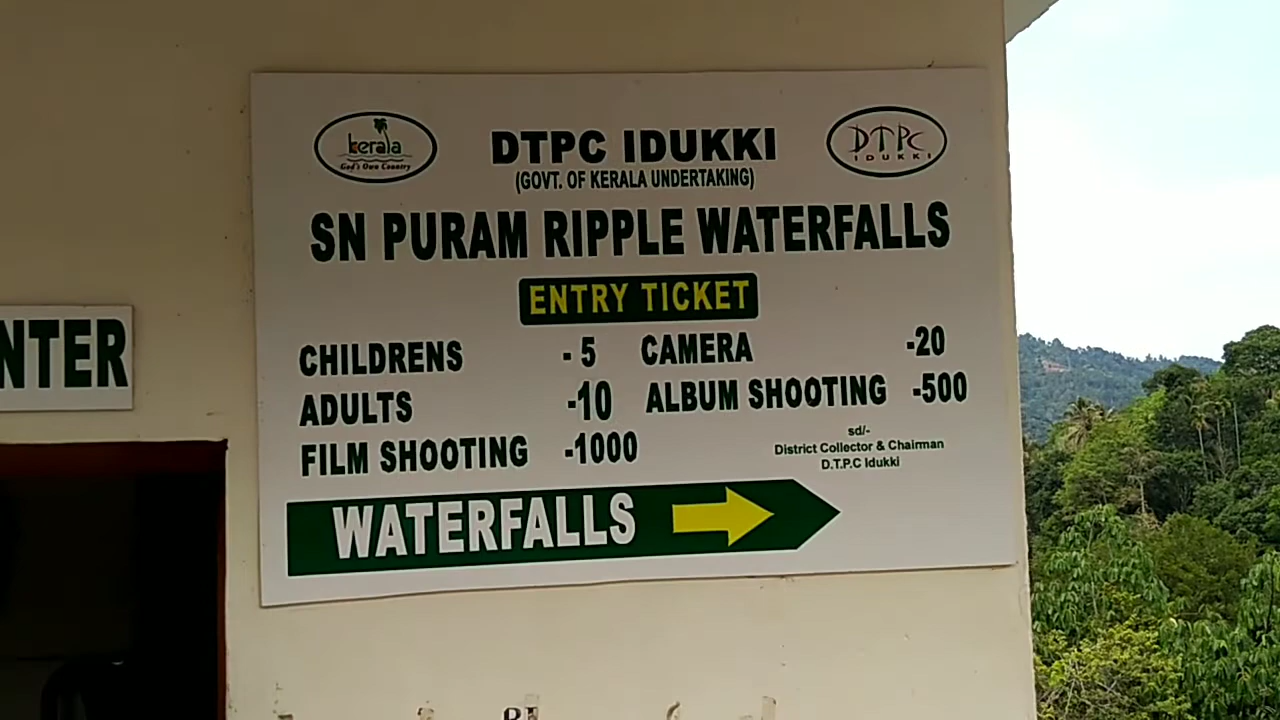 kerala
God's Own Country
DTPC IDUKKI
(GOVT. OF KERALA UNDERTAKING)
DTPC
IDUKKI
SN PURAM RIPPLE WATERFALLS
ENTRY TICKET
CHILDRENS - 5 CAMERA -20
ADULTS -10 ALBUM SHOOTING -500
FILM SHOOTING -1000
sd/-
District Collector & Chairman
D.T.P.C Idukki
WATERFALLS
NTER